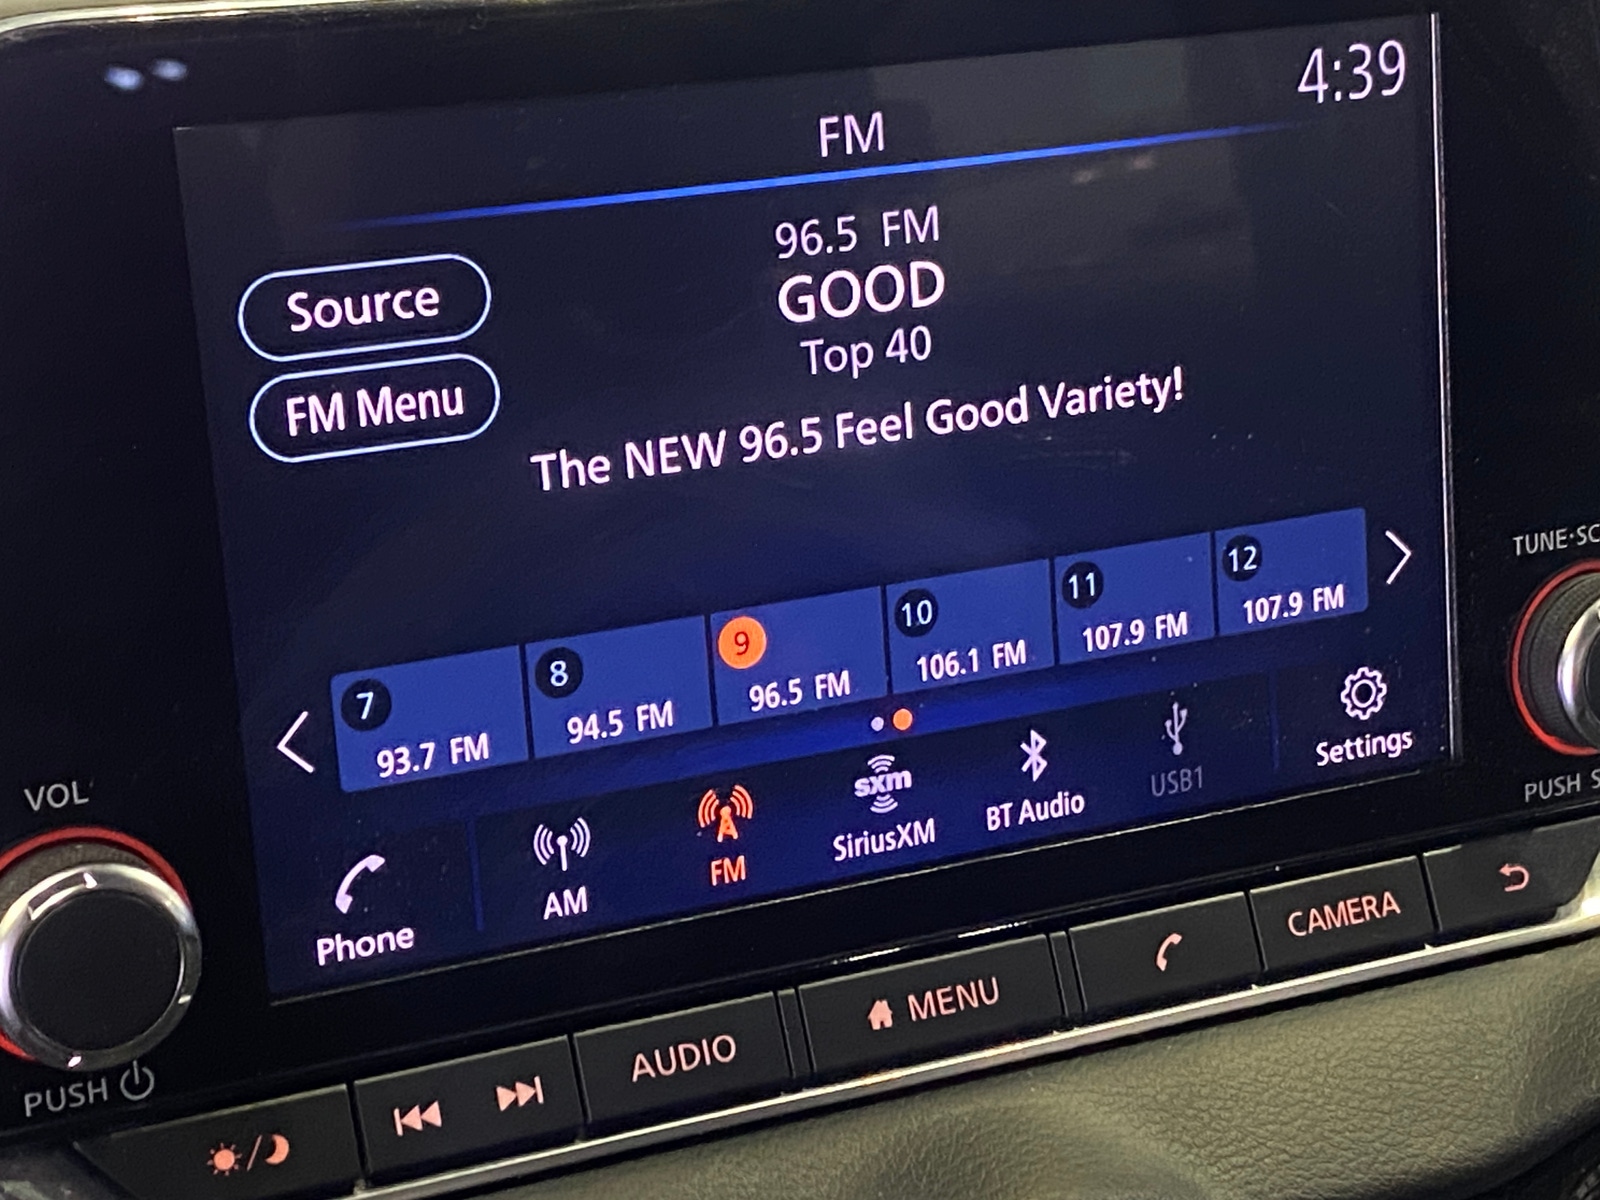 4:39
FM
96.5 FM
GOOD
Top 40
The NEW 96.5 Feel Good Variety!
Source
FM Menu
7
93.7 FM
8
94.5 FM
9
96.5 FM
10
106.1 FM
11
107.9 FM
12
107.9 FM
Phone
AM
FM
sxm
SiriusXM
BT Audio
USB1
Settings
VOL
PUSH
TUNE·SC
PUSH S
AUDIO
MENU
CAMERA